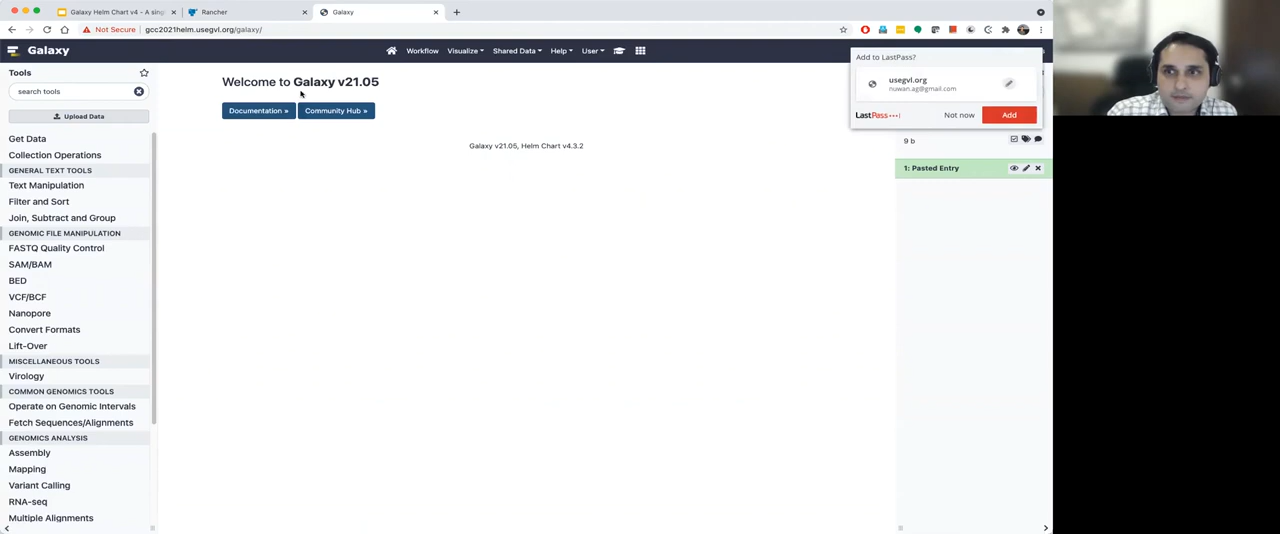 Galaxy Helm Chart v4 - A sing
Rancher
Galaxy
Not Secure
gcc2021helm.usegvl.org/galaxy/
Galaxy
Workflow
Visualize
Shared Data
Help
User
Tools
search tools
Upload Data
Get Data
Collection Operations
GENERAL TEXT TOOLS
Text Manipulation
Filter and Sort
Join, Subtract and Group
GENOMIC FILE MANIPULATION
FASTQ Quality Control
SAM/BAM
BED
VCF/BCF
Nanopore
Convert Formats
Lift-Over
MISCELLANEOUS TOOLS
Virology
COMMON GENOMICS TOOLS
Operate on Genomic Intervals
Fetch Sequences/Alignments
GENOMICS ANALYSIS
Assembly
Mapping
Variant Calling
RNA-seq
Multiple Alignments
Welcome to Galaxy v21.05
Documentation »
Community Hub »
Galaxy v21.05, Helm Chart v4.3.2
Add to LastPass?
usegvl.org
nuwan.ag@gmail.com
LastPass
Not now
Add
9 b
1: Pasted Entry